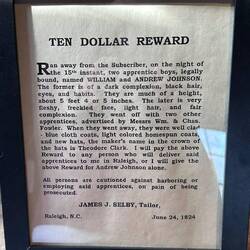 TEN DOLLAR REWARD
Ran away from the Subscriber, on the night of
the 15th instant, two apprentice boys, legally
bound, named WILLIAM and ANDREW JOHNSON.
The former is of a dark complexion, black hair,
eyes, and habits. They are much of a height,
about 5 feet 4 or 5 inches. The later is very
freshy, freckled face, light hair, and fair
complexion. They went off with two other
apprentices, advertised by Messrs Wm. & Chas.
Fowler. When they went away, they were well clad
- blue cloth coats, light colored homespun coats,
and new hats, the maker's name in the crown of
the hats is Theodore Clark. I will pay the above
Reward to any person who will deliver said
apprentices to me in Raleigh, or I will give the
above Reward for Andrew Johnson alone.
All persons are cautioned against harboring or
employing said apprentices, on pain of being
prosecuted.
JAMES J. SELBY, Tailor,
Raleigh, N.C. June 24, 1824